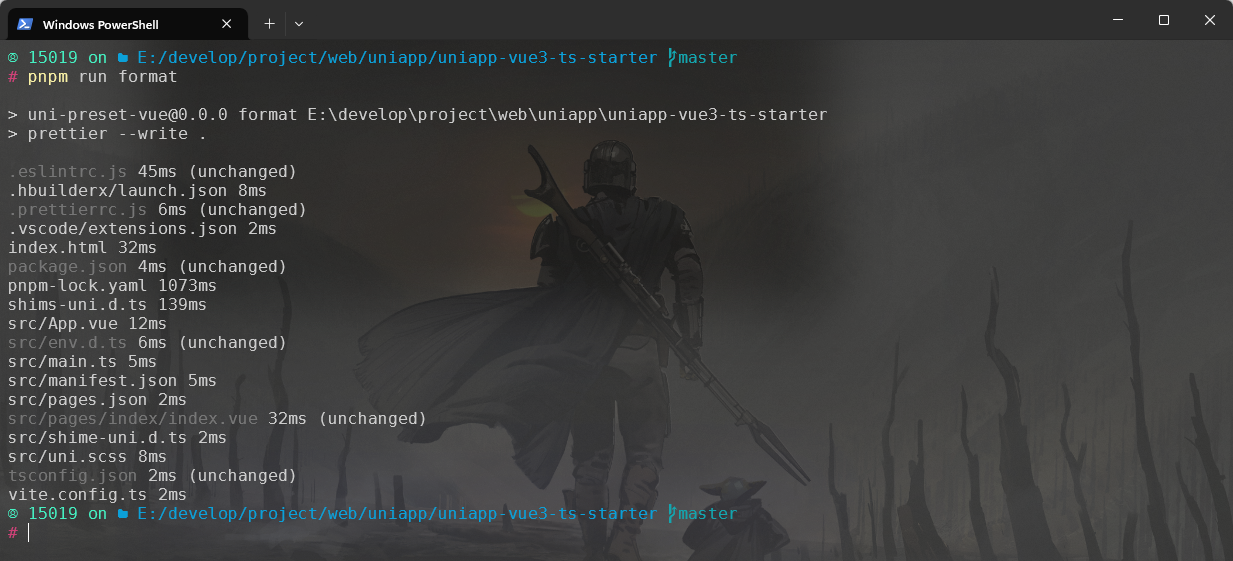 Windows PowerShell
15019 on E:/develop/project/web/uniapp/uniapp-vue3-ts-starter master
# pnpm run format
> uni-preset-vue@0.0.0 format E:\develop\project\web\uniapp\uniapp-vue3-ts-starter
> prettier --write .
.eslintrc.js 45ms (unchanged)
.hbuilderx/launch.json 8ms
.prettierrc.js 6ms (unchanged)
.vscode/extensions.json 2ms
index.html 32ms
package.json 4ms (unchanged)
pnpm-lock.yaml 1073ms
shims-uni.d.ts 139ms
src/App.vue 12ms
src/env.d.ts 6ms (unchanged)
src/main.ts 5ms
src/manifest.json 5ms
src/pages.json 2ms
src/pages/index/index.vue 32ms (unchanged)
src/shime-uni.d.ts 2ms
src/uni.scss 8ms
tsconfig.json 2ms (unchanged)
vite.config.ts 2ms
15019 on E:/develop/project/web/uniapp/uniapp-vue3-ts-starter master
#